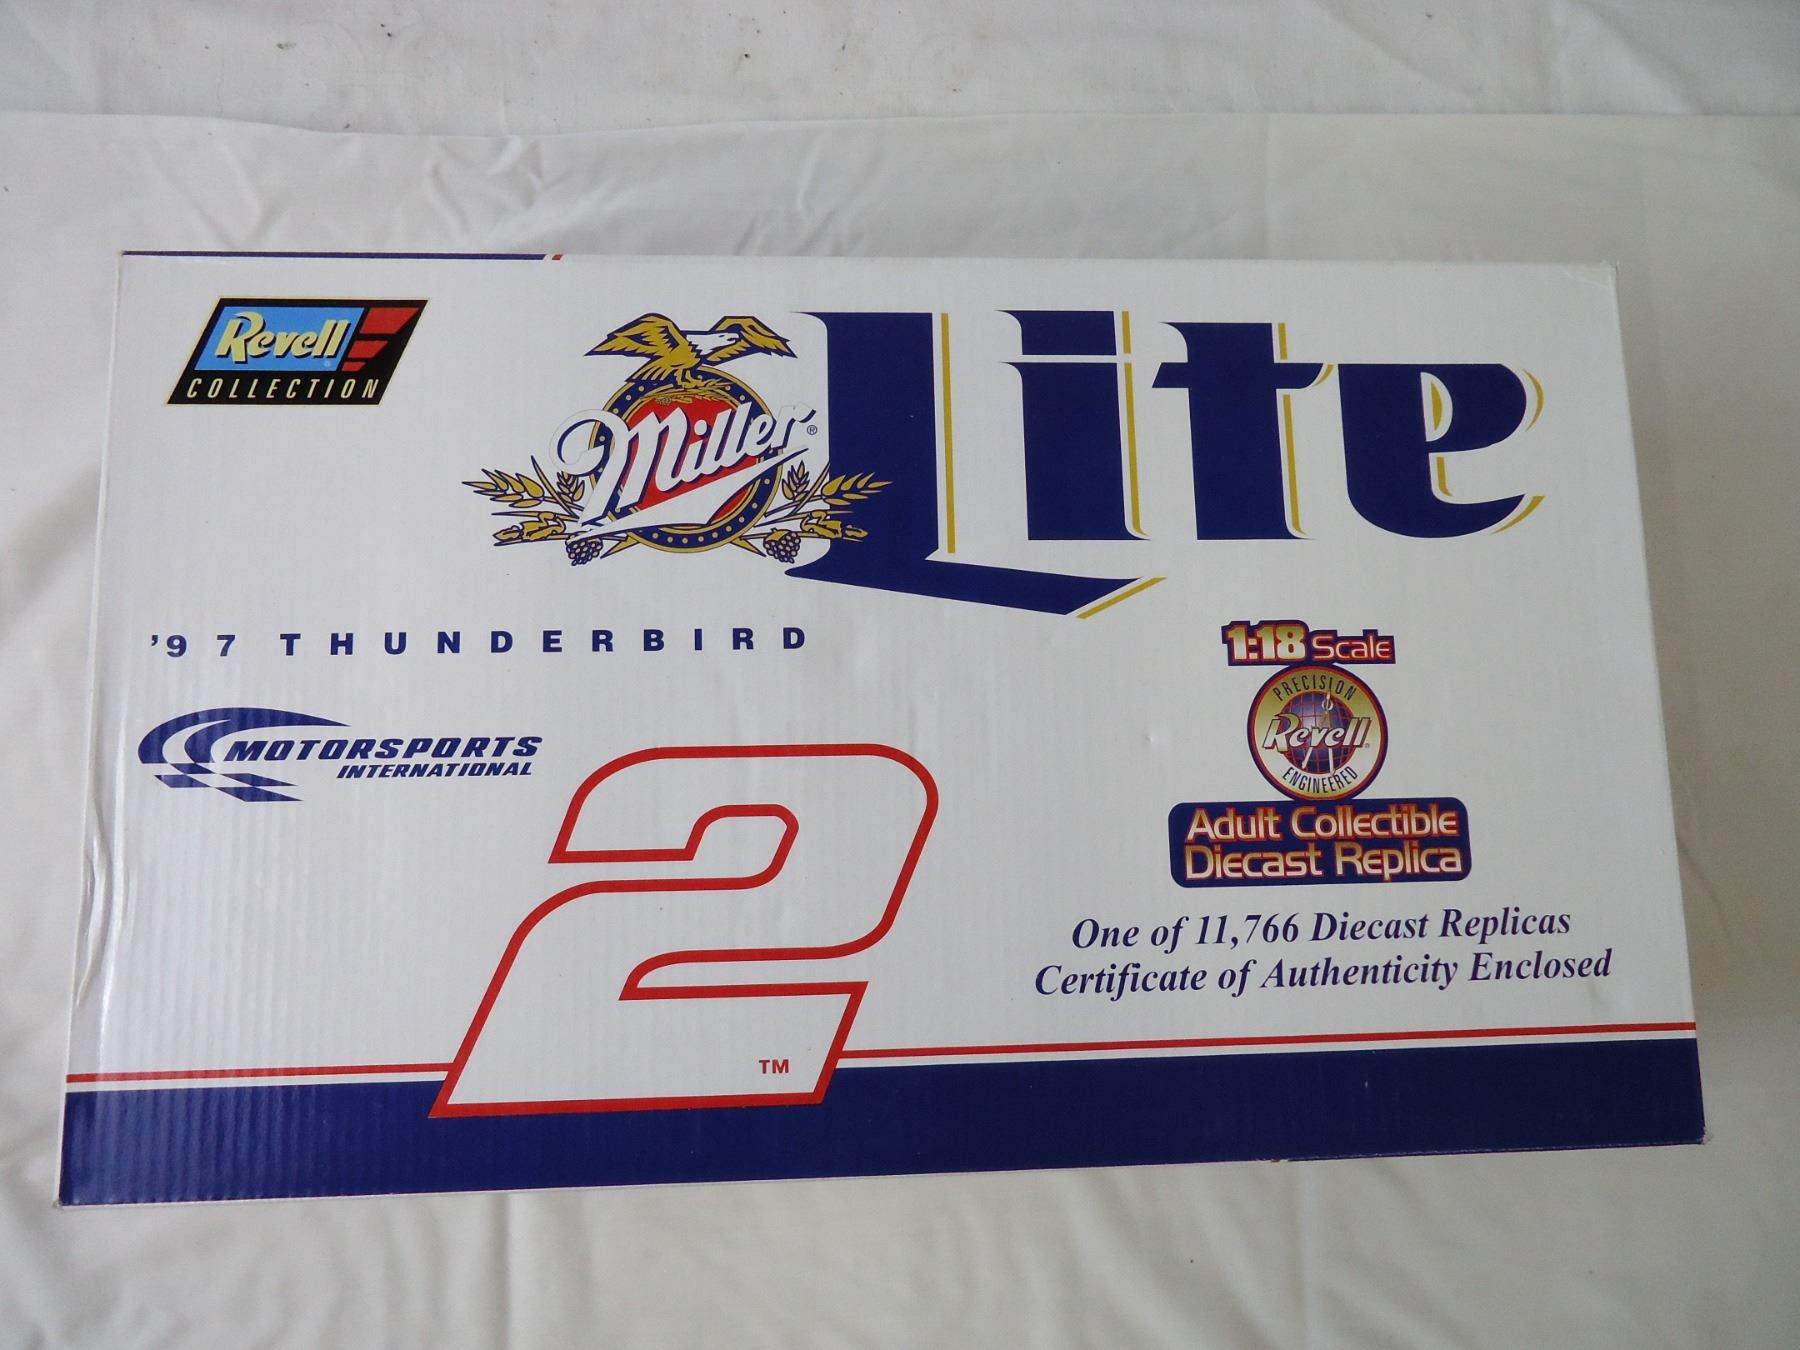 Revell
COLLECTION
Miller®
Lite
'97 THUNDERBIRD
MOTORSPORTS
INTERNATIONAL
2
TM
1:18 Scale
PRECISION
Revell
ENGINEERED
Adult Collectible
Diecast Replica
One of 11,766 Diecast Replicas
Certificate of Authenticity Enclosed